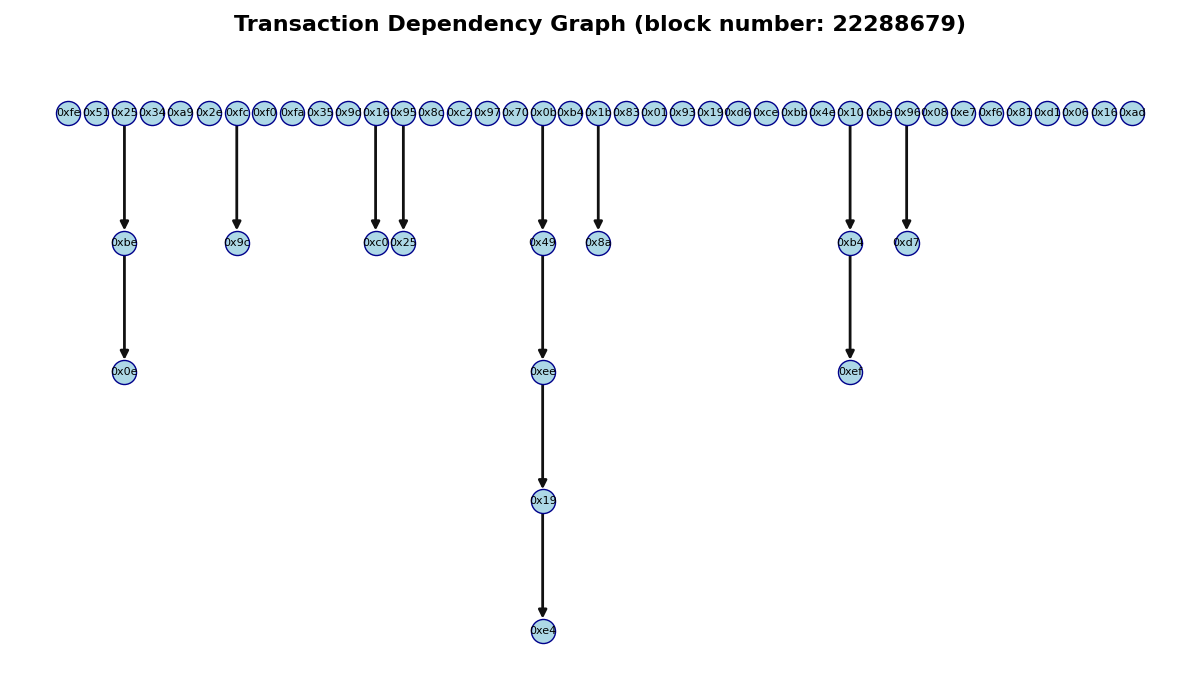 Transaction Dependency Graph (block number: 22288679)
0xfe 0x51 0x25 0x34 0xa9 0x2e 0xfc 0xf0 0xfa 0x35 0x9d 0x16 0x95 0x8c 0xc2 0x97 0x70 0x0b 0xb4 0x1b 0x83 0x01 0x93 0x19 0xd6 0xce 0xbb 0x4e 0x10 0xbe 0x96 0x08 0xe7 0xf6 0x81 0xd1 0x06 0x16 0xad
0xbe 0x9c 0xc0 0x25 0x49 0x8a 0xb4 0xd7
0x0e 0xee 0xef
0x19
0xe4